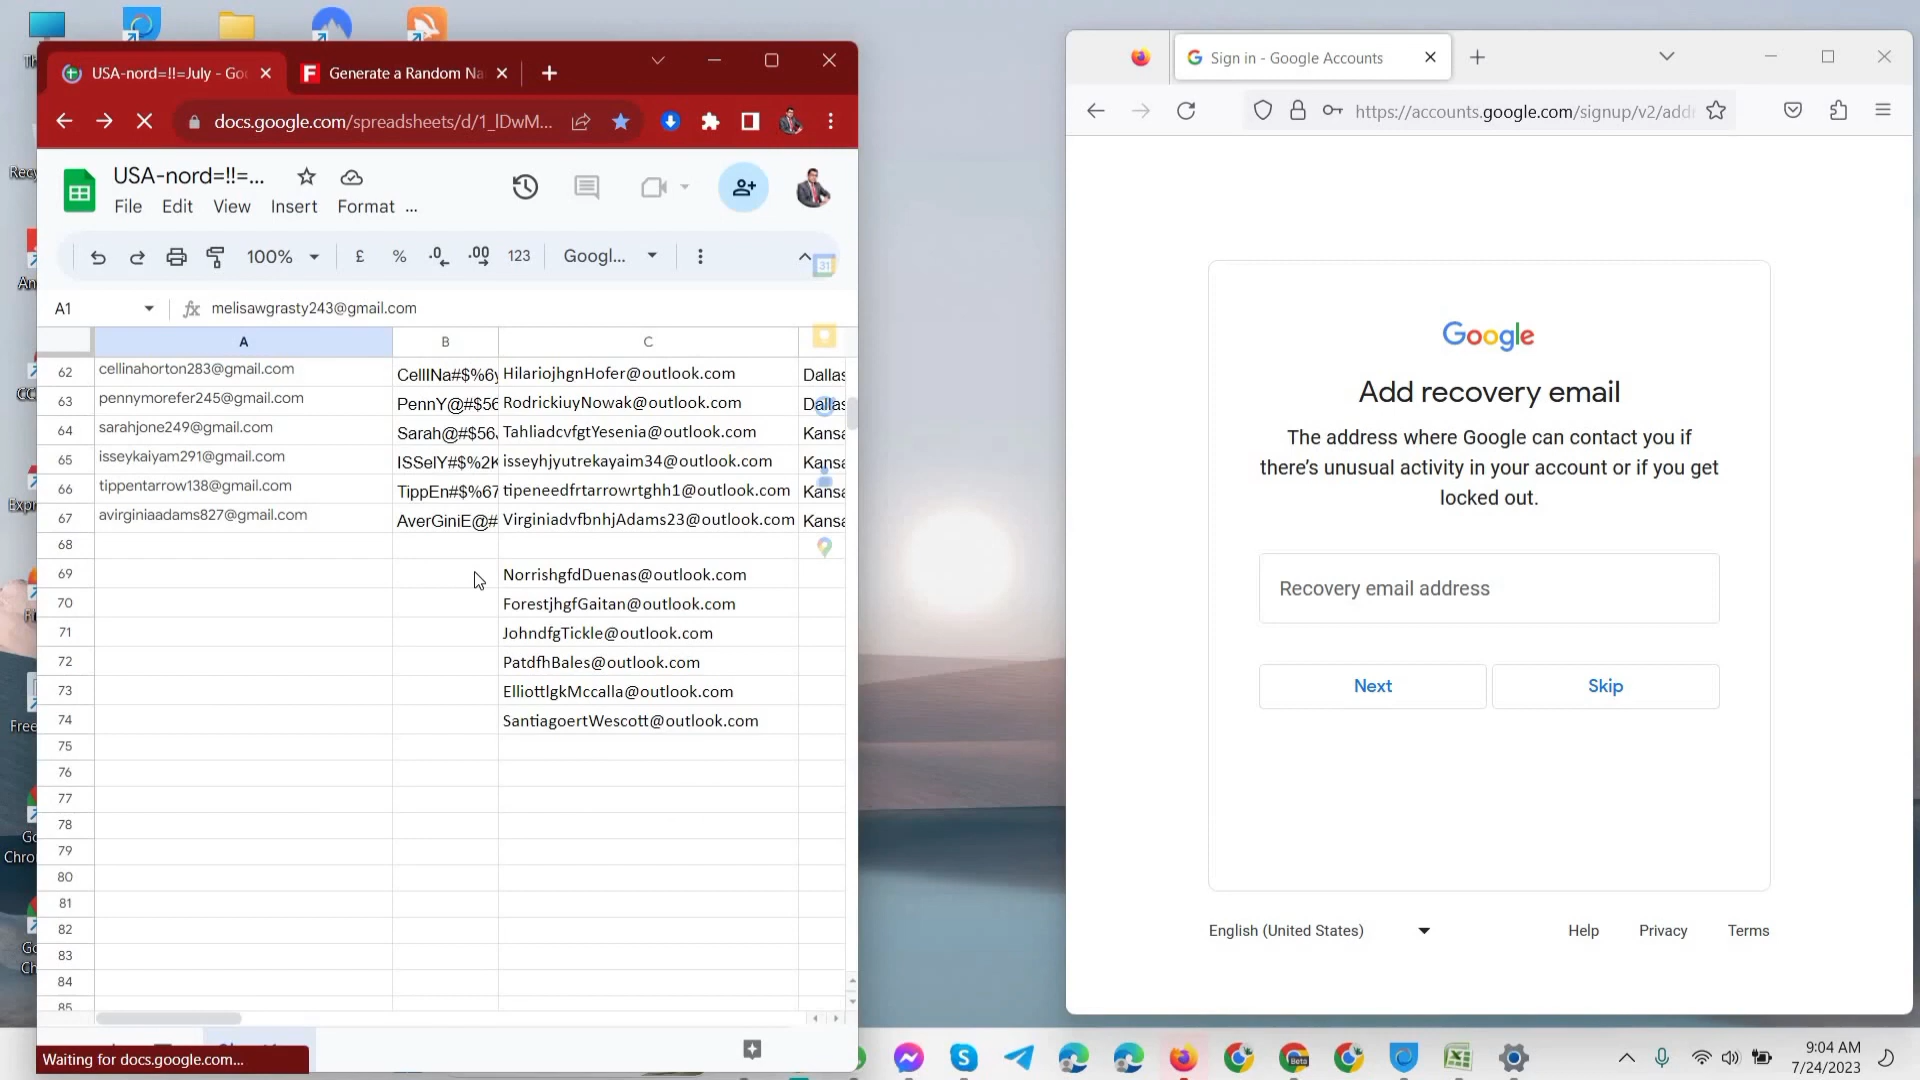 USA-nord=!!=July - Goo
Generate a Random Na
docs.google.com/spreadsheets/d/1_lDwM...
USA-nord=!!=...
File Edit View Insert Format ...
100% £ % .0 .00 123 Googl...
31
A1 fx melisawgrasty243@gmail.com
A B C
62 cellinahorton283@gmail.com CellINa#$%6y HilariojhgnHofer@outlook.com Dallas
63 pennymorefer245@gmail.com PennY@#$56 RodrickiuyNowak@outlook.com Dallas
64 sarahjone249@gmail.com Sarah@#$56. TahliadcvfgtYesenia@outlook.com Kansa
65 isseykaiyam291@gmail.com ISSelY#$%2K isseyhjyutrekayaim34@outlook.com Kansa
66 tippentarrow138@gmail.com TippEn#$%67 tipeneedfrtarrowrtghh1@outlook.com Kansa
67 avirginiaadams827@gmail.com AverGiniE@# VirginiadvfbnhjAdams23@outlook.com Kansa
68
69 NorrishgfdDuenas@outlook.com
70 ForestjhgfGaitan@outlook.com
71 JohndfgTickle@outlook.com
72 PatdfhBales@outlook.com
73 ElliottlgkMccalla@outlook.com
74 SantiagoertWescott@outlook.com
75
76
77
78
79
80
81
82
83
84
85
Waiting for docs.google.com...
Sign in - Google Accounts
https://accounts.google.com/signup/v2/addr
Google
Add recovery email
The address where Google can contact you if
there’s unusual activity in your account or if you get
locked out.
Recovery email address
Next Skip
English (United States) Help Privacy Terms
9:04 AM
7/24/2023